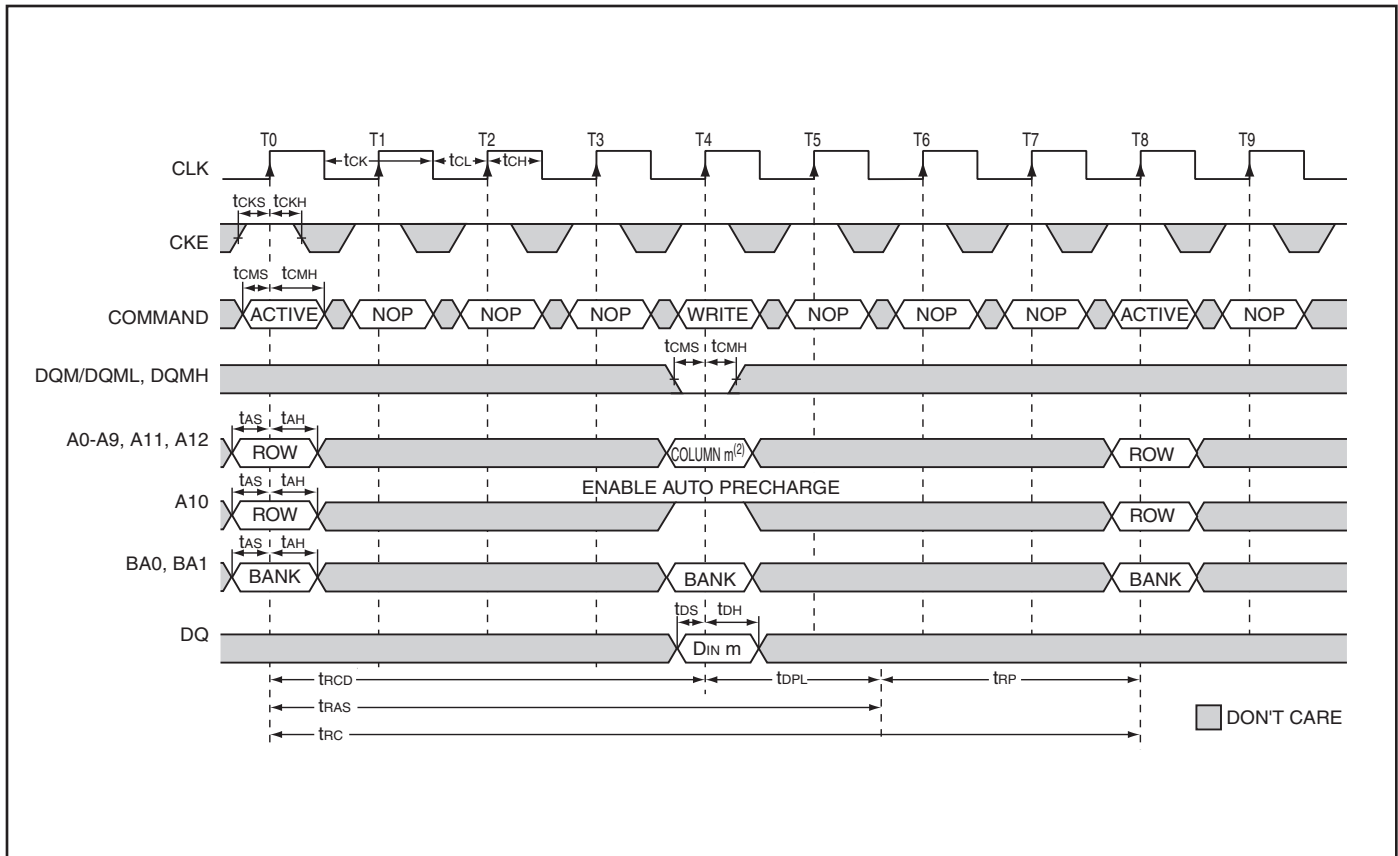 T0 T1 T2 T3 T4 T5 T6 T7 T8 T9
CLK tCK tCL tCH
tCKS tCKH
CKE
tCMS tCMH
COMMAND ACTIVE NOP NOP NOP WRITE NOP NOP NOP ACTIVE NOP
tCMS tCMH
DQM/DQML, DQMH
tAS tAH
A0-A9, A11, A12 ROW COLUMN m(2) ROW
tAS tAH ENABLE AUTO PRECHARGE
A10 ROW ROW
tAS tAH
BA0, BA1 BANK BANK BANK
tDS tDH
DQ DIN m
tRCD tDPL tRP
tRAS
DON'T CARE
tRC